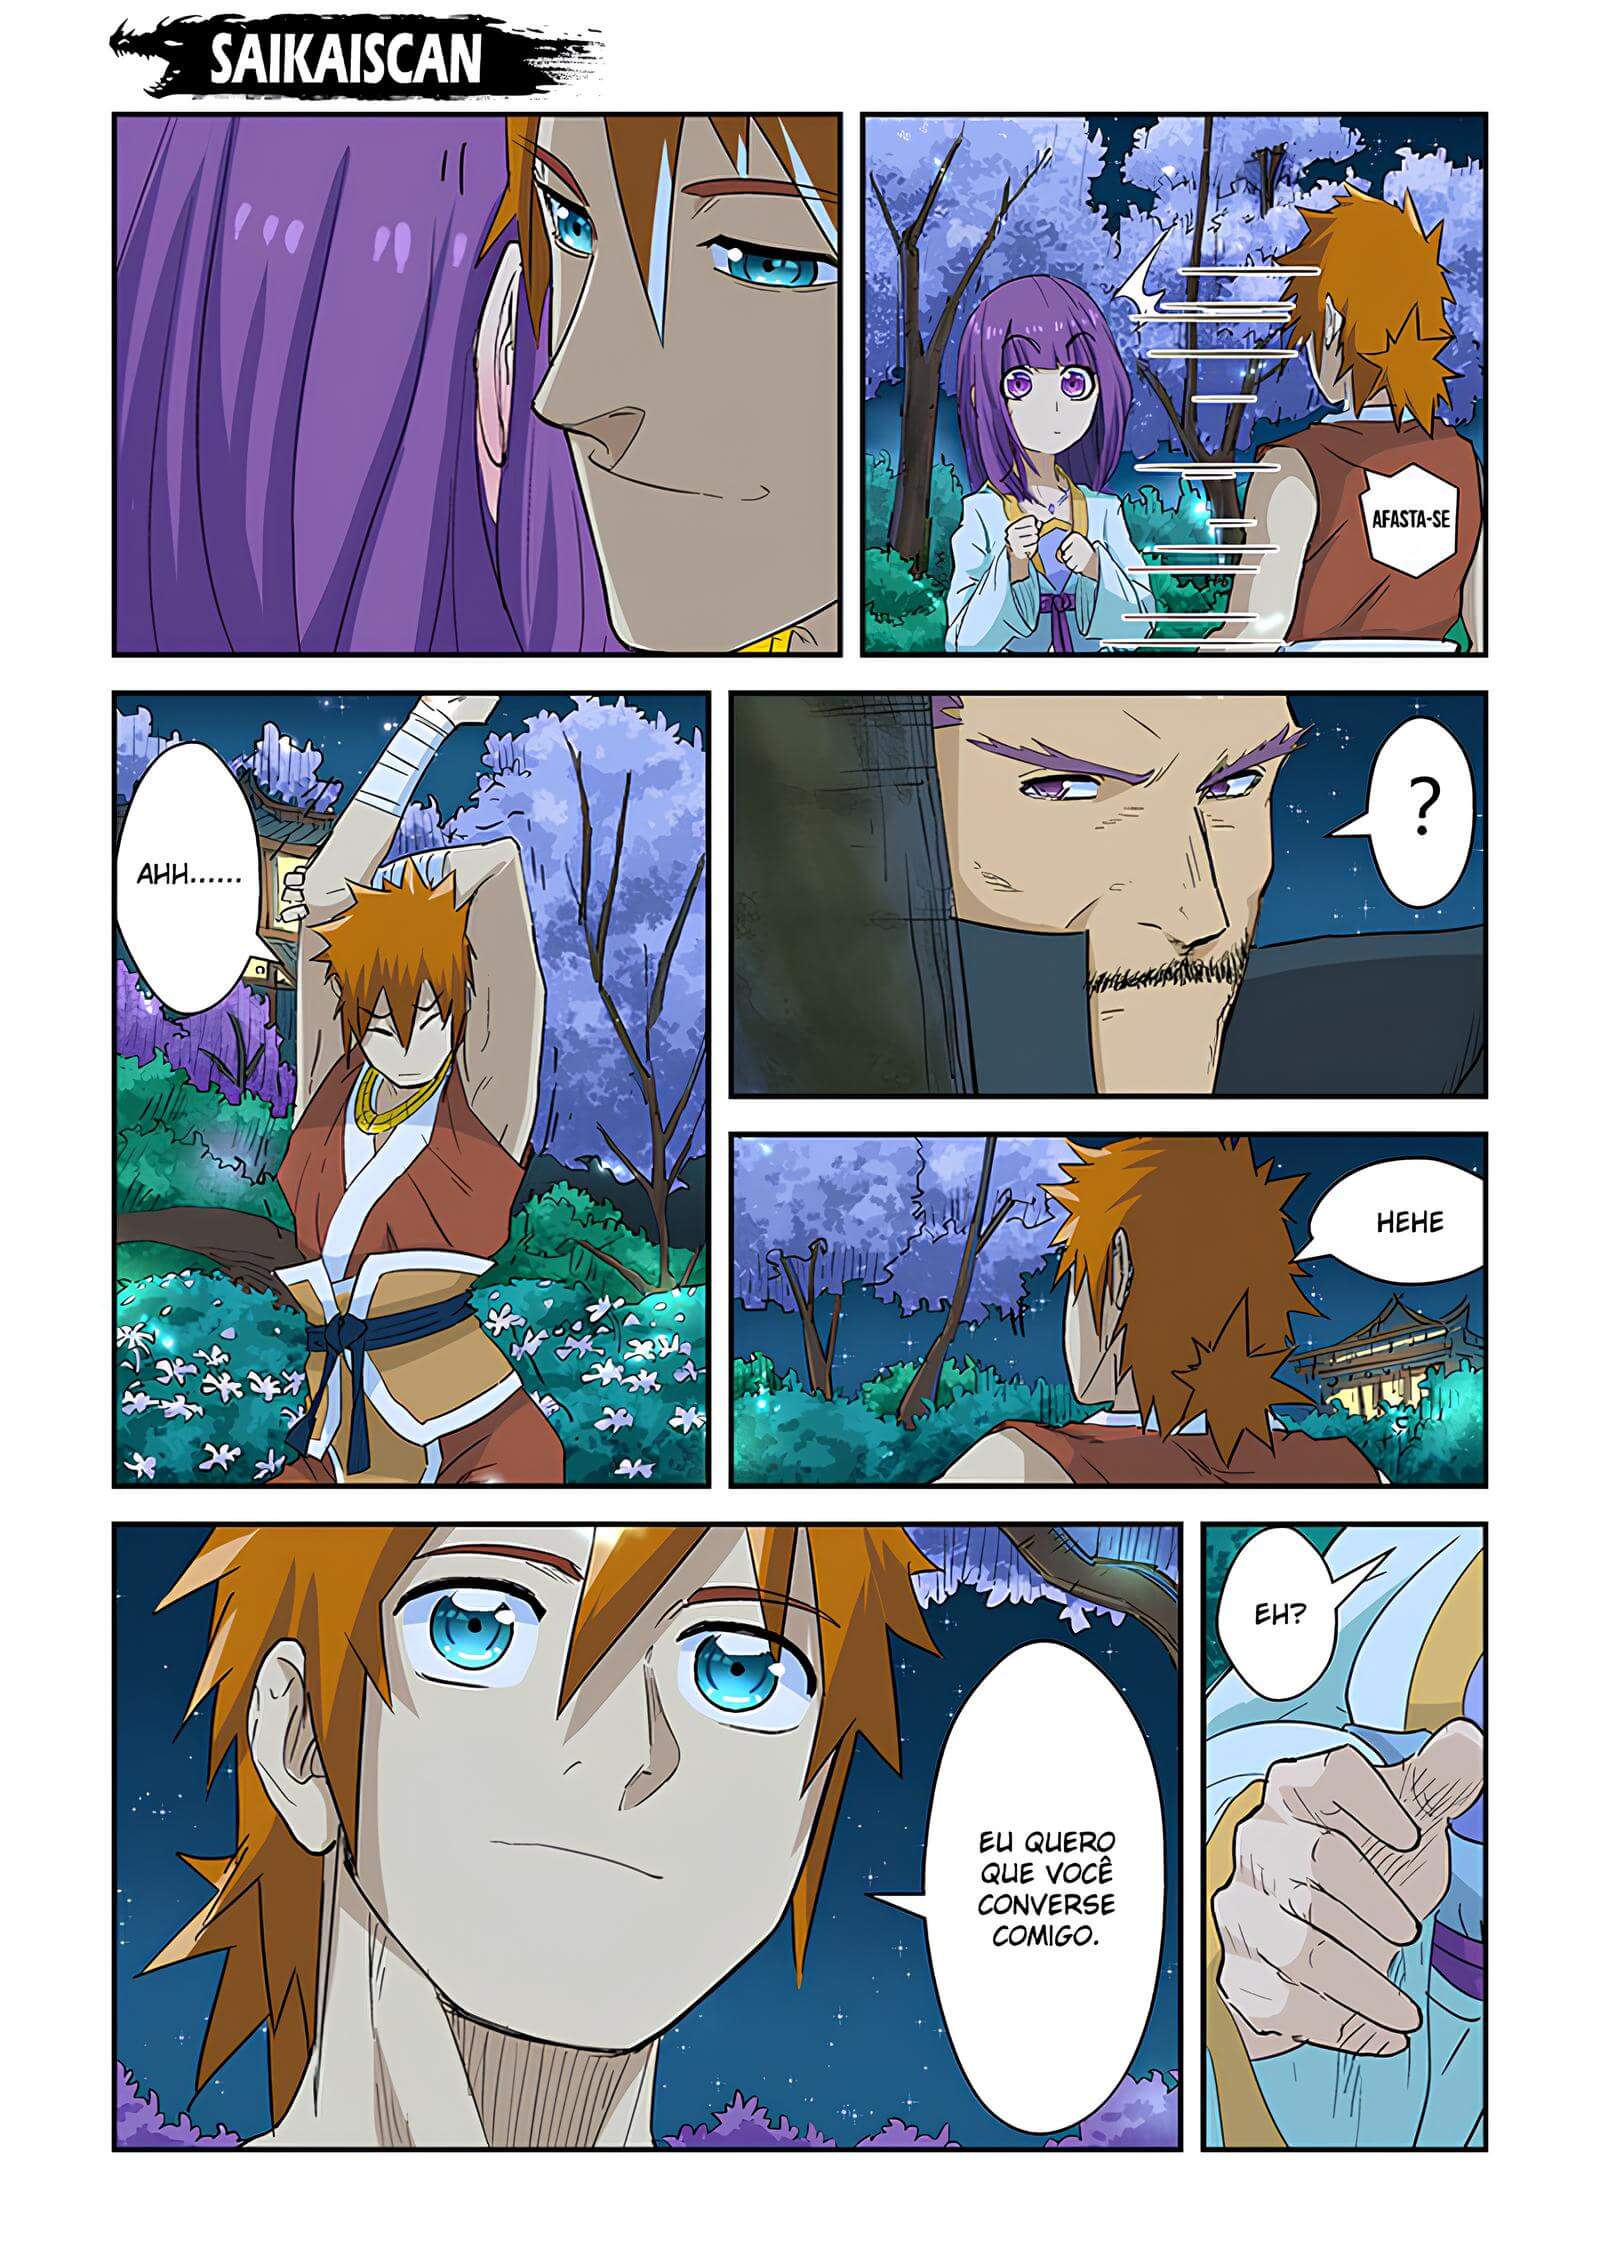 SAIKAISCAN
AFASTA-SE
AHH......
?
HEHE
EU QUERO
QUE VOCÊ
CONVERSE
COMIGO.
EH?